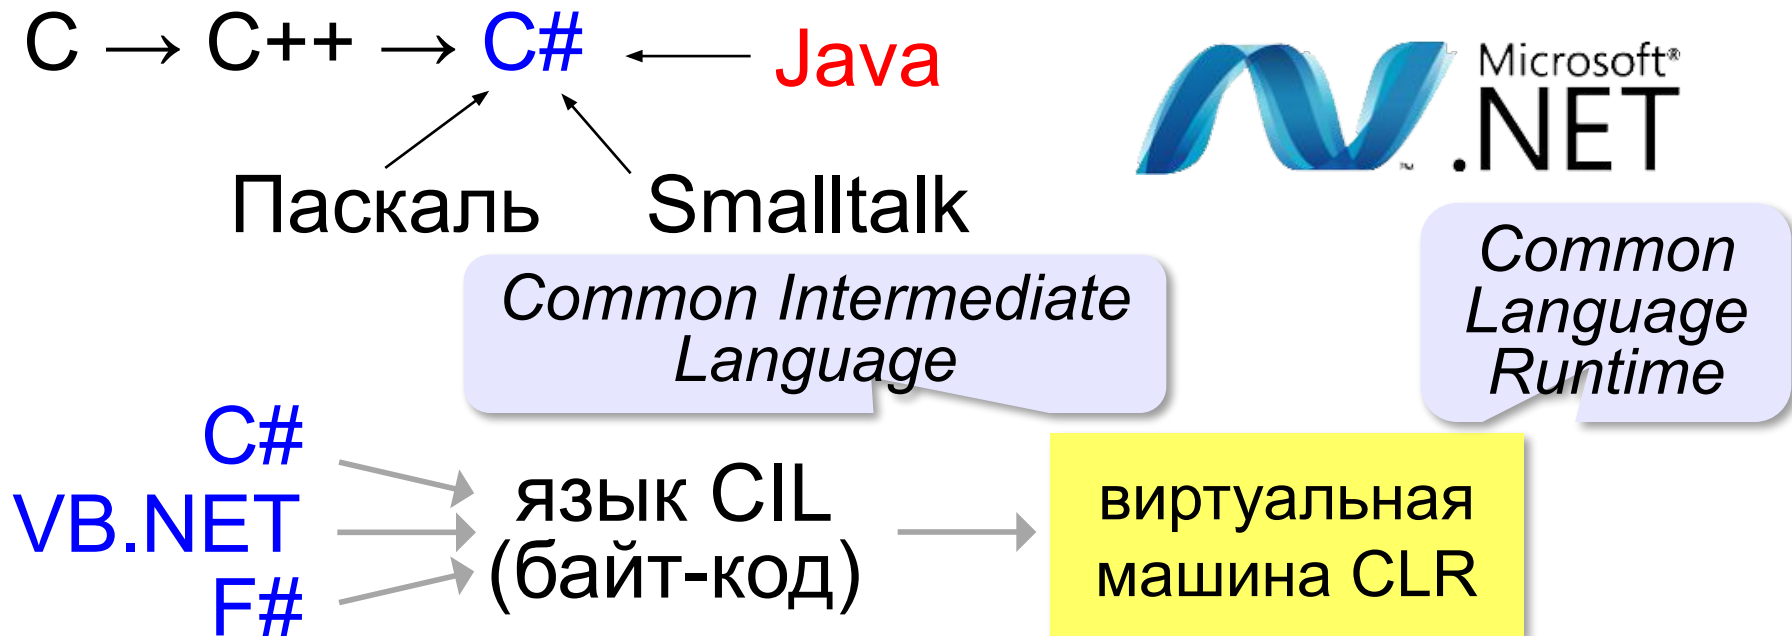 C → C++ → C# ← Java
Microsoft®
.NET
™
Паскаль Smalltalk
Common Intermediate
Language
Common
Language
Runtime
C#
VB.NET
F#
язык CIL
(байт-код)
виртуальная
машина CLR